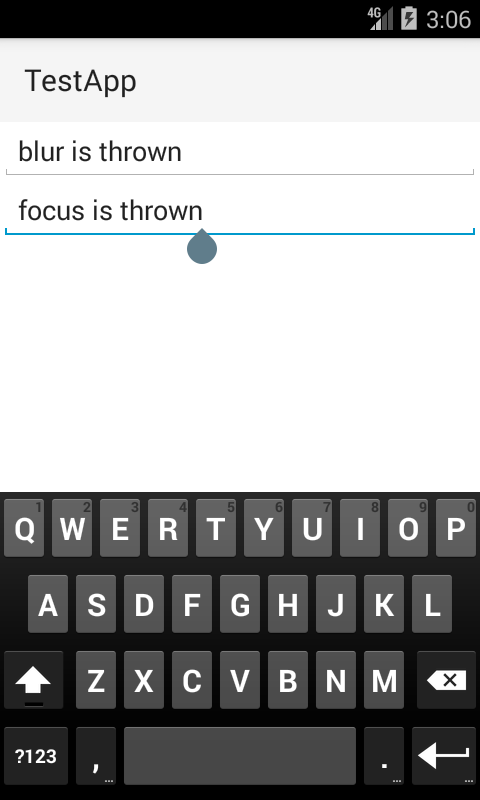 4G 3:06
TestApp
blur is thrown
focus is thrown
1 2 3 4 5 6 7 8 9 0
Q W E R T Y U I O P
A S D F G H J K L
Z X C V B N M
?123 , ... . ... ...